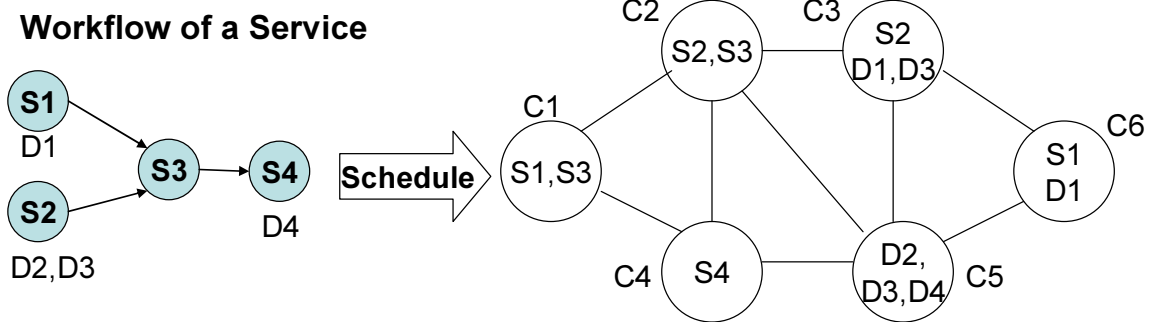 Workflow of a Service
S1
D1
S2
D2,D3
S3
S4
D4
Schedule
C1
S1,S3
C2
S2,S3
C3
S2
D1,D3
C4
S4
D2,
D3,D4
C5
C6
S1
D1